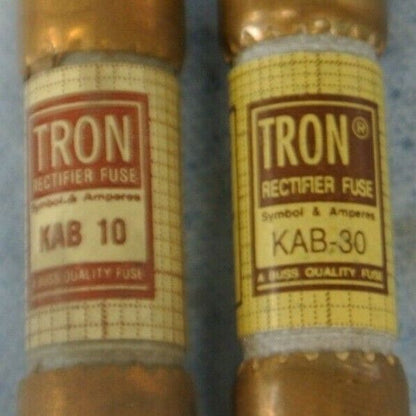 TRON
RECTIFIER FUSE
Symbol & Amperes
KAB 10
A BUSS QUALITY FUSE
TRON®
RECTIFIER FUSE
Symbol & Amperes
KAB-30
A BUSS QUALITY FUSE